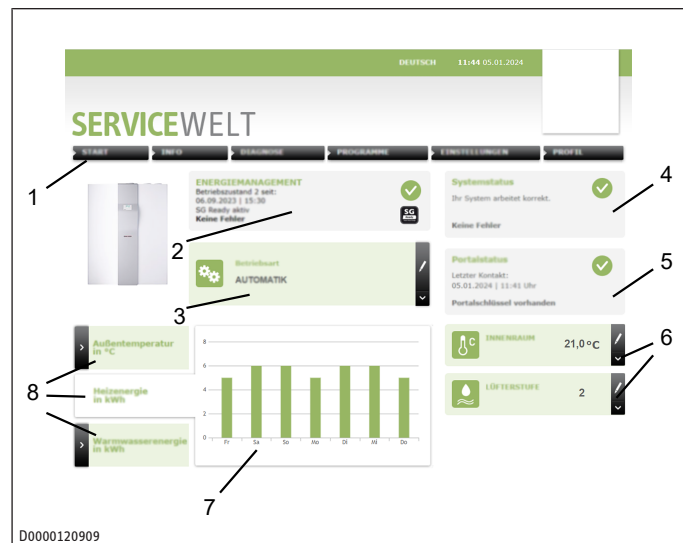 DEUTSCH 11:44 05.01.2024
SERVICEWELT
START INFO DIAGNOSE PROGRAMME EINSTELLUNGEN PROFIL
1
SG
ENERGIEMANAGEMENT
Betriebszustand 2 seit:
06.09.2023 | 15:30
SG Ready aktiv
Keine Fehler
SG
2
Betriebsart
AUTOMATIK
3
Systemstatus
Ihr System arbeitet korrekt.
Keine Fehler
4
Portalstatus
Letzter Kontakt:
05.01.2024 | 11:41 Uhr
Portalschlüssel vorhanden
5
°C
INNENRAUM 21,0 °C
LÜFTERSTUFE 2
6
Außentemperatur
in °C
Heizenergie
in kWh
Warmwasserenergie
in kWh
8
8
6
4
2
0
Fr Sa So Mo Di Mi Do
7
D0000120909